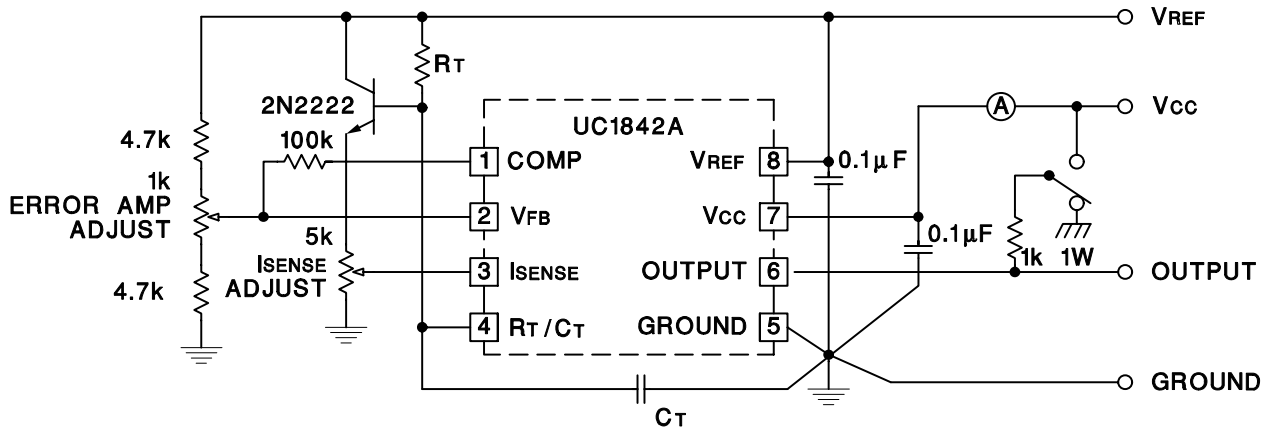 VREF
RT
2N2222
UC1842A
A
VCC
4.7k
100k
1 COMP
VREF 8
0.1µF
1k
ERROR AMP
ADJUST
2 VFB
VCC 7
0.1µF
5k
ISENSE
ADJUST
3 ISENSE
OUTPUT 6
1k 1W
OUTPUT
4.7k
4 RT/CT
GROUND 5
GROUND
CT